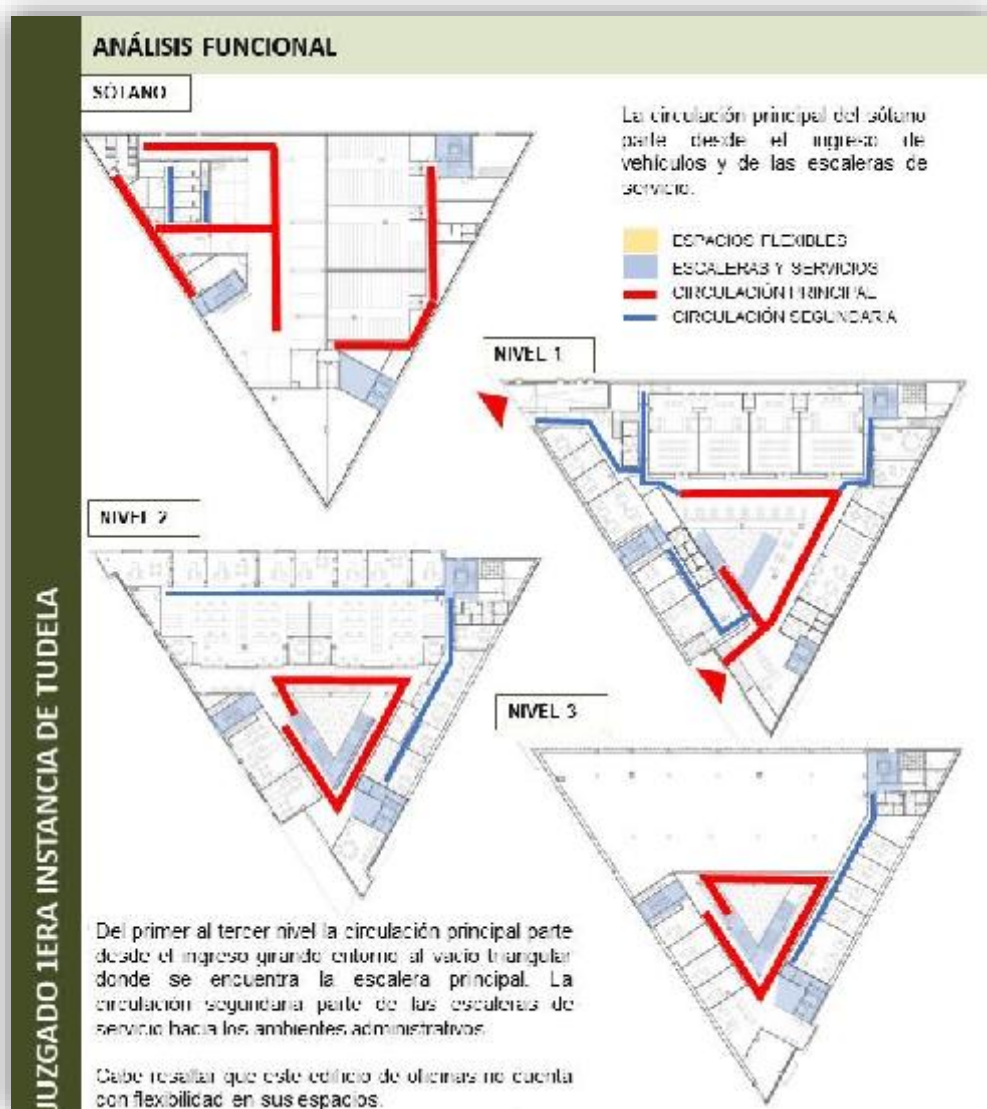 ANÁLISIS FUNCIONAL
SÓTANO
La circulación principal del sótano
parte desde el ingreso de
vehículos y de las escaleras de
servicio.
ESPACIOS FLEXIBLES
ESCALERAS Y SERVICIOS
CIRCULACIÓN PRINCIPAL
CIRCULACIÓN SEGUNDARIA
NIVEL 1
NIVEL 2
NIVEL 3
Del primer al tercer nivel la circulación principal parte
desde el ingreso girando entorno al vacío triangular
donde se encuentra la escalera principal. La
circulación segundaria parte de las escaleras de
servicio hacia los ambientes administrativos
Cabe resaltar que este edificio de oficinas no cuenta
con flexibilidad en sus espacios.
JUZGADO 1ERA INSTANCIA DE TUDELA